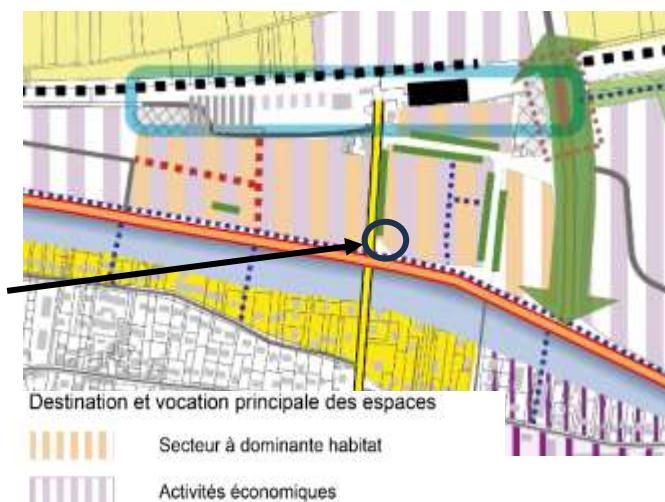 Destination et vocation principale des espaces
Secteur à dominante habitat
Activités économiques